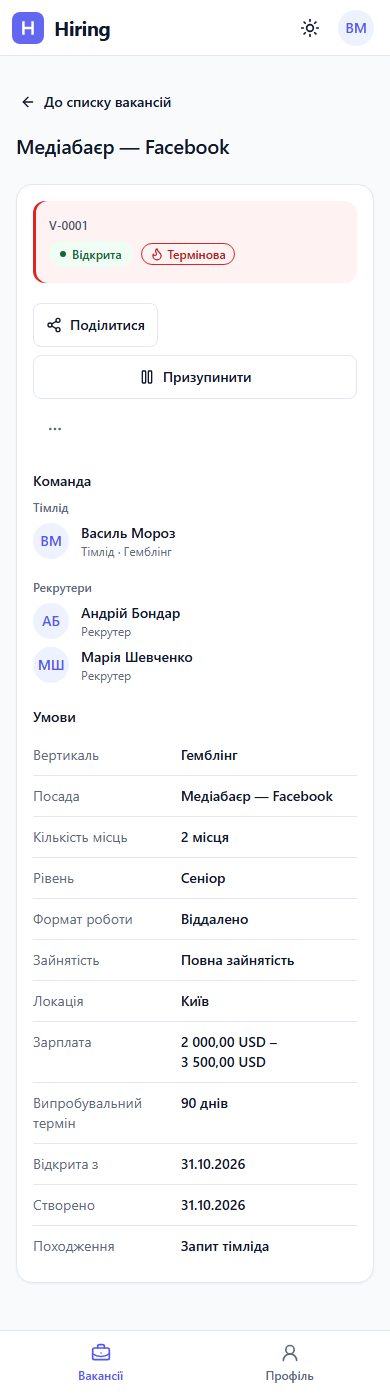 H Hiring
ВМ
До списку вакансій
Медіабаєр — Facebook
V-0001
Відкрита
Термінова
Поділитися
Призупинити
...
Команда
Тімлід
ВМ
Василь Мороз
Тімлід · Гемблінг
Рекрутери
АБ
Андрій Бондар
Рекрутер
МШ
Марія Шевченко
Рекрутер
Умови
Вертикаль Гемблінг
Посада Медіабаєр — Facebook
Кількість місць 2 місця
Рівень Сеніор
Формат роботи Віддалено
Зайнятість Повна зайнятість
Локація Київ
Зарплата 2 000,00 USD –
3 500,00 USD
Випробувальний 90 днів
термін
Відкрита з 31.10.2026
Створено 31.10.2026
Походження Запит тімліда
Вакансії Профіль